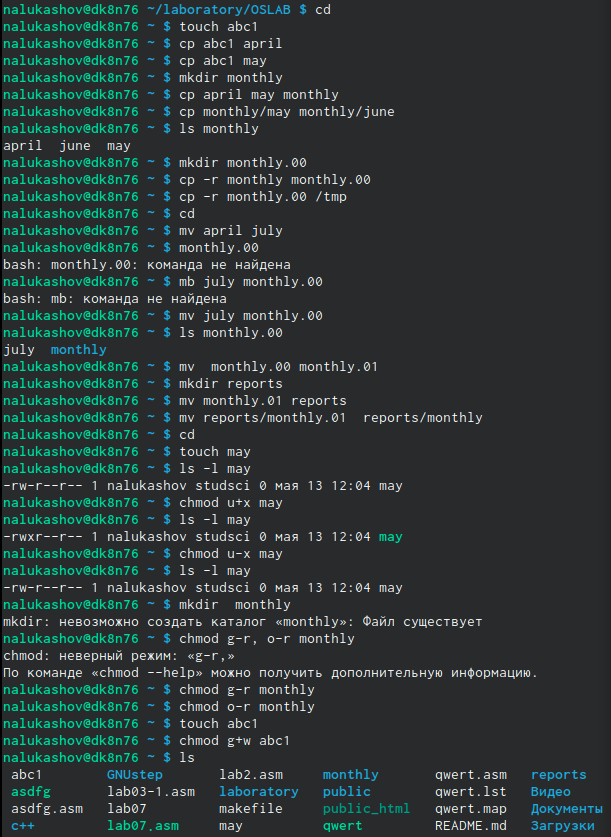 nalukashov@dk8n76 ~/laboratory/OSLAB $ cd
nalukashov@dk8n76 ~ $ touch abc1
nalukashov@dk8n76 ~ $ cp abc1 april
nalukashov@dk8n76 ~ $ cp abc1 may
nalukashov@dk8n76 ~ $ mkdir monthly
nalukashov@dk8n76 ~ $ cp april may monthly
nalukashov@dk8n76 ~ $ cp monthly/may monthly/june
nalukashov@dk8n76 ~ $ ls monthly
april  june  may
nalukashov@dk8n76 ~ $ mkdir monthly.00
nalukashov@dk8n76 ~ $ cp -r monthly monthly.00
nalukashov@dk8n76 ~ $ cp -r monthly.00 /tmp
nalukashov@dk8n76 ~ $ cd
nalukashov@dk8n76 ~ $ mv april july
nalukashov@dk8n76 ~ $ monthly.00
bash: monthly.00: команда не найдена
nalukashov@dk8n76 ~ $ mb july monthly.00
bash: mb: команда не найдена
nalukashov@dk8n76 ~ $ mv july monthly.00
nalukashov@dk8n76 ~ $ ls monthly.00
july  monthly
nalukashov@dk8n76 ~ $ mv  monthly.00 monthly.01
nalukashov@dk8n76 ~ $ mkdir reports
nalukashov@dk8n76 ~ $ mv monthly.01 reports
nalukashov@dk8n76 ~ $ mv reports/monthly.01  reports/monthly
nalukashov@dk8n76 ~ $ cd
nalukashov@dk8n76 ~ $ touch may
nalukashov@dk8n76 ~ $ ls -l may
-rw-r--r-- 1 nalukashov studsci 0 мая 13 12:04 may
nalukashov@dk8n76 ~ $ chmod u+x may
nalukashov@dk8n76 ~ $ ls -l may
-rwxr--r-- 1 nalukashov studsci 0 мая 13 12:04 may
nalukashov@dk8n76 ~ $ chmod u-x may
nalukashov@dk8n76 ~ $ ls -l may
-rw-r--r-- 1 nalukashov studsci 0 мая 13 12:04 may
nalukashov@dk8n76 ~ $ mkdir  monthly
mkdir: невозможно создать каталог «monthly»: Файл существует
nalukashov@dk8n76 ~ $ chmod g-r, o-r monthly
chmod: неверный режим: «g-r,»
По команде «chmod --help» можно получить дополнительную информацию.
nalukashov@dk8n76 ~ $ chmod g-r monthly
nalukashov@dk8n76 ~ $ chmod o-r monthly
nalukashov@dk8n76 ~ $ touch abc1
nalukashov@dk8n76 ~ $ chmod g+w abc1
nalukashov@dk8n76 ~ $ ls
abc1 GNUstep lab2.asm monthly qwert.asm reports
asdfg lab03-1.asm laboratory public qwert.lst Видео
asdfg.asm lab07 makefile public_html qwert.map Документы
c++ lab07.asm may qwert README.md Загрузки